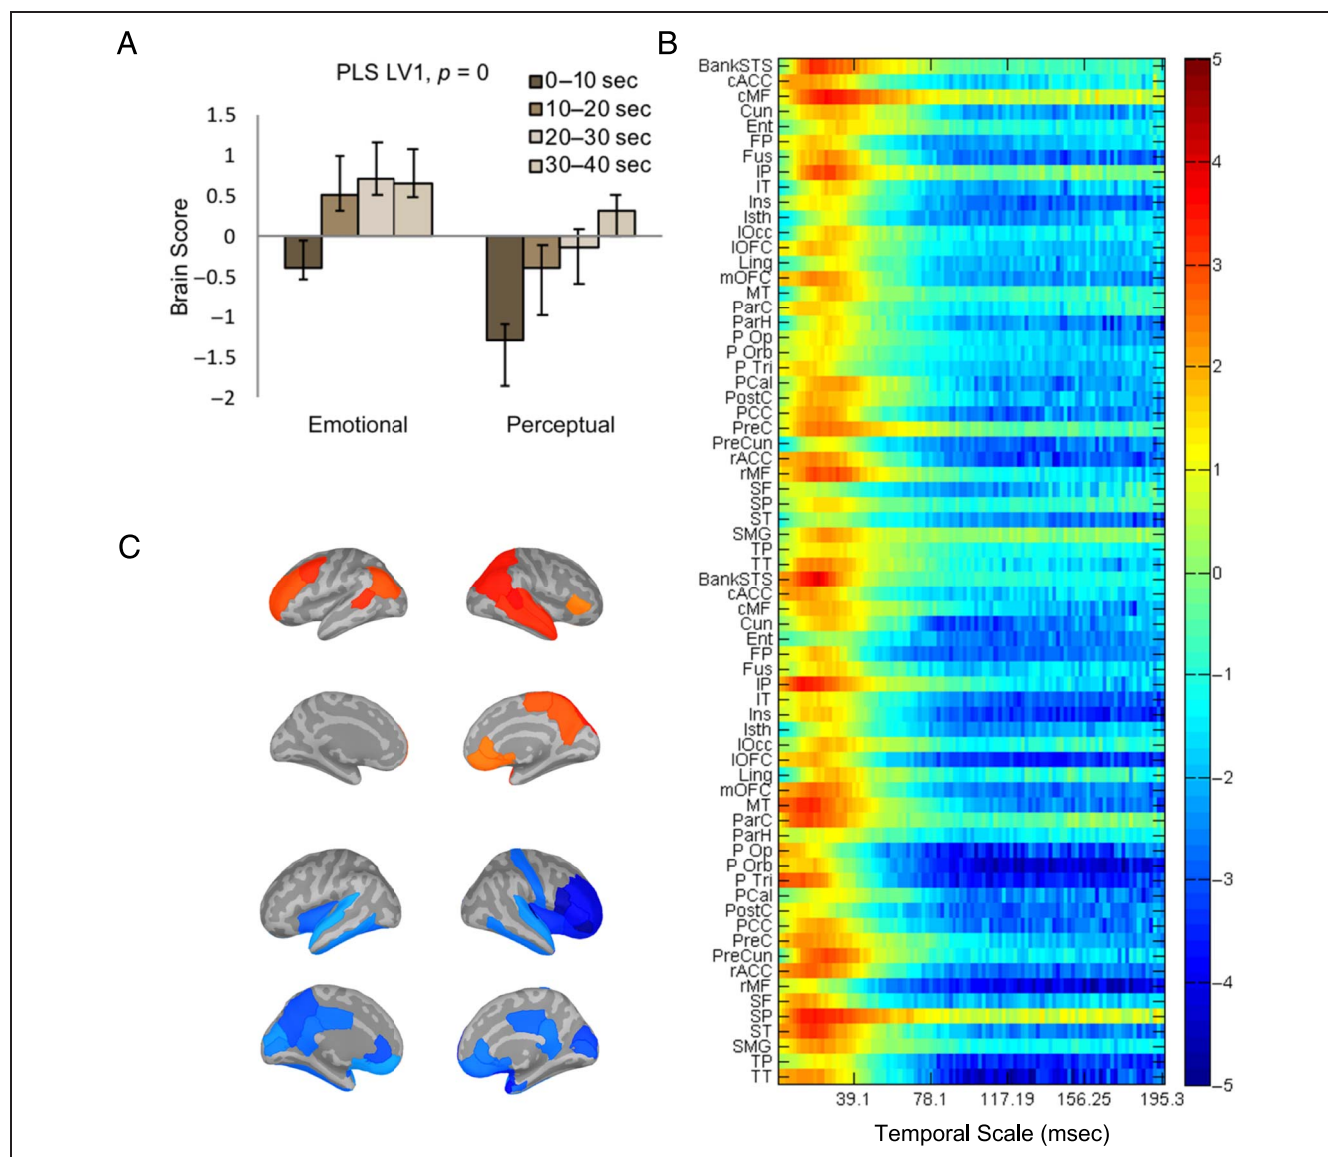 A
PLS LV1, p = 0
0–10 sec
10–20 sec
20–30 sec
30–40 sec
1.5
1
0.5
0
−0.5
−1
−1.5
−2
Brain Score
Emotional
Perceptual
B
BankSTS
cACC
cMF
Cun
Ent
FP
Fus
IP
IT
Ins
Isth
lOcc
lOFC
Ling
mOFC
MT
ParC
ParH
P Op
P Orb
P Tri
PCal
PostC
PCC
PreC
PreCun
rACC
rMF
SF
SP
ST
SMG
TP
TT
BankSTS
cACC
cMF
Cun
Ent
FP
Fus
IP
IT
Ins
Isth
lOcc
lOFC
Ling
mOFC
MT
ParC
ParH
P Op
P Orb
P Tri
PCal
PostC
PCC
PreC
PreCun
rACC
rMF
SF
SP
ST
SMG
TP
TT
39.1 78.1 117.19 156.25 195.3
Temporal Scale (msec)
5
4
3
2
1
0
−1
−2
−3
−4
−5
C